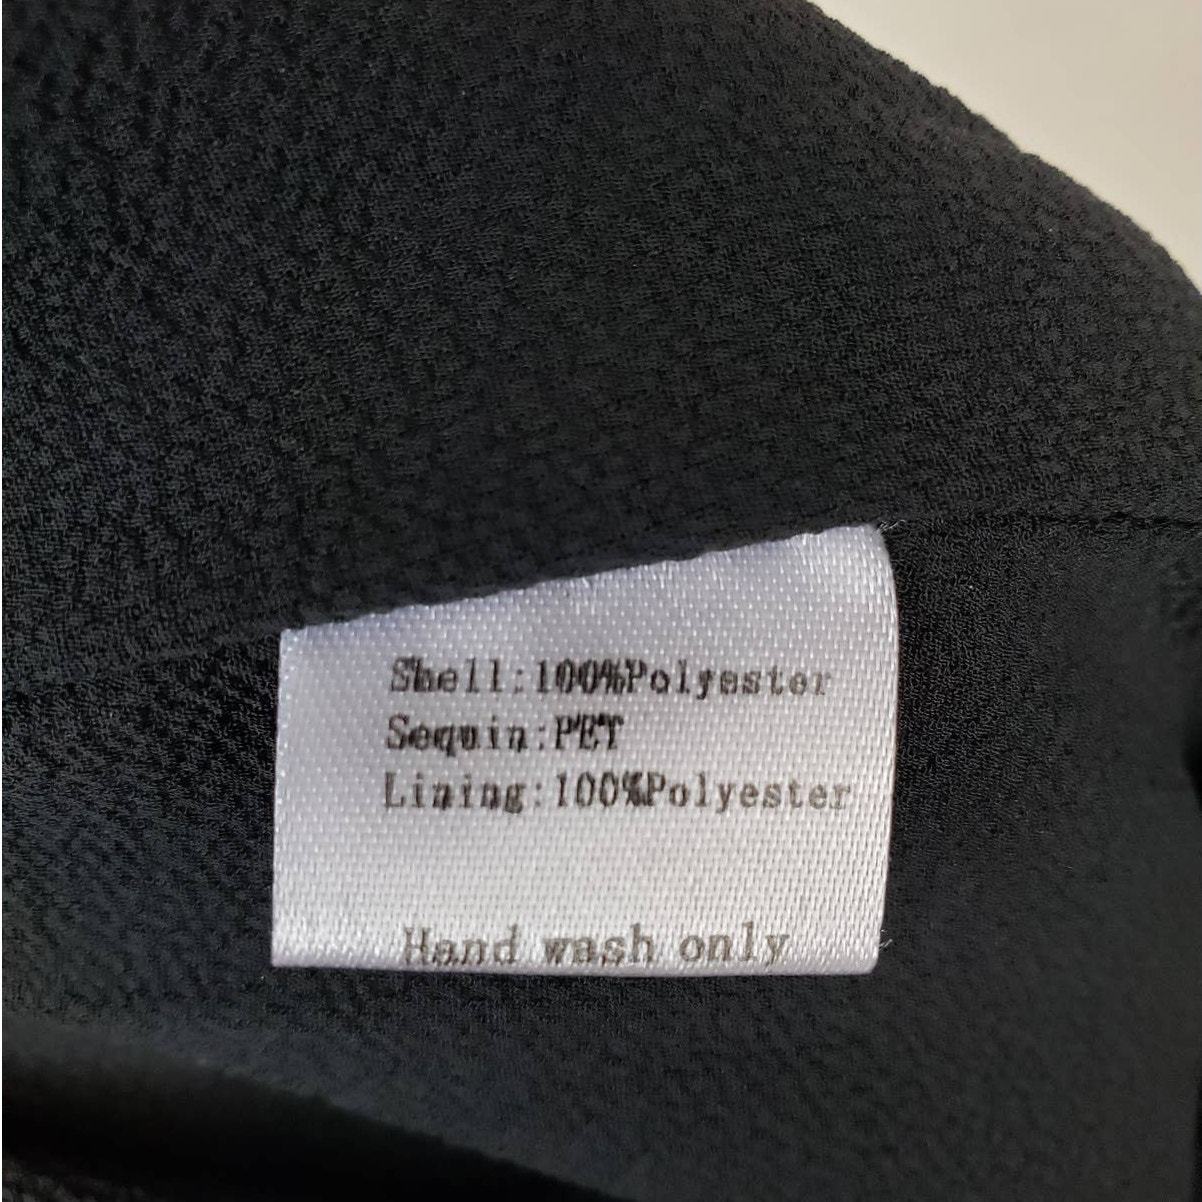 Shell:100%Polyester
Sequin:PET
Lining:100%Polyester
Hand wash only